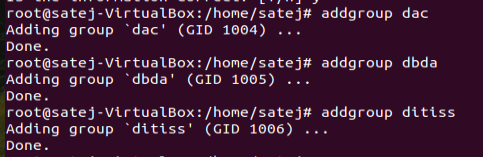 root@satej-VirtualBox:/home/satej# addgroup dac
Adding group `dac' (GID 1004) ...
Done.
root@satej-VirtualBox:/home/satej# addgroup dbda
Adding group `dbda' (GID 1005) ...
Done.
root@satej-VirtualBox:/home/satej# addgroup ditiss
Adding group `ditiss' (GID 1006) ...
Done.